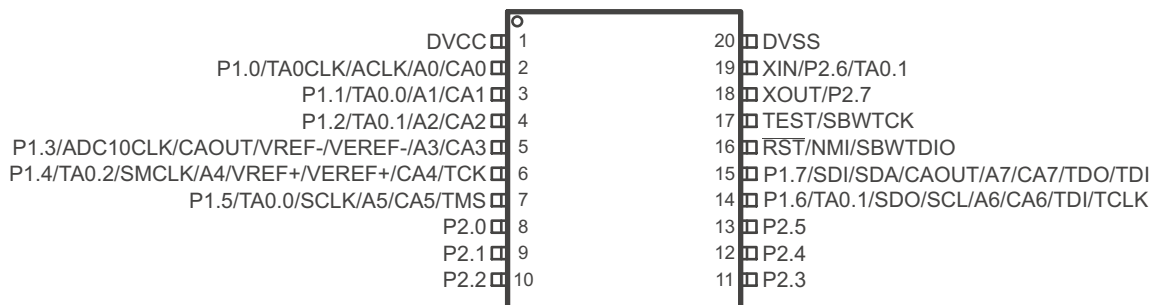 DVCC 1 20 DVSS
P1.0/TA0CLK/ACLK/A0/CA0 2 19 XIN/P2.6/TA0.1
P1.1/TA0.0/A1/CA1 3 18 XOUT/P2.7
P1.2/TA0.1/A2/CA2 4 17 TEST/SBWTCK
P1.3/ADC10CLK/CAOUT/VREF-/VEREF-/A3/CA3 5 16 RST/NMI/SBWTDIO
P1.4/TA0.2/SMCLK/A4/VREF+/VEREF+/CA4/TCK 6 15 P1.7/SDI/SDA/CAOUT/A7/CA7/TDO/TDI
P1.5/TA0.0/SCLK/A5/CA5/TMS 7 14 P1.6/TA0.1/SDO/SCL/A6/CA6/TDI/TCLK
P2.0 8 13 P2.5
P2.1 9 12 P2.4
P2.2 10 11 P2.3